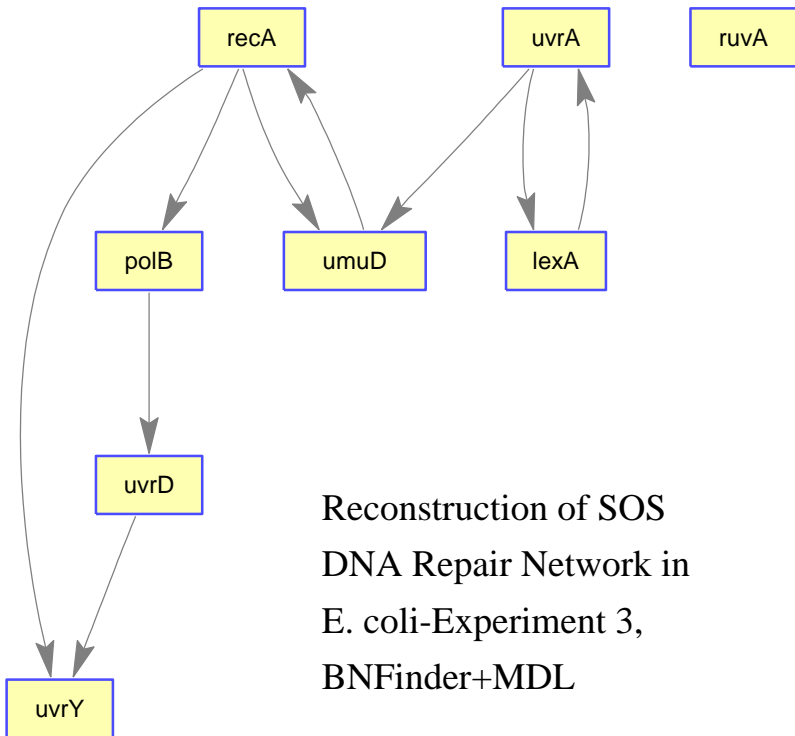 recA
uvrA
ruvA
polB
umuD
lexA
uvrD
Reconstruction of SOS
DNA Repair Network in
E. coli-Experiment 3,
BNFinder+MDL
uvrY